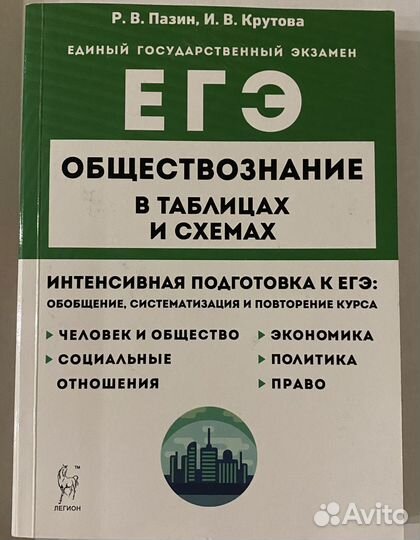 Р. В. Пазин, И. В. Крутова
ЕДИНЫЙ ГОСУДАРСТВЕННЫЙ ЭКЗАМЕН
ЕГЭ
ОБЩЕСТВОЗНАНИЕ
В ТАБЛИЦАХ
И СХЕМАХ
ИНТЕНСИВНАЯ ПОДГОТОВКА К ЕГЭ:
ОБОБЩЕНИЕ, СИСТЕМАТИЗАЦИЯ И ПОВТОРЕНИЕ КУРСА
ЧЕЛОВЕК И ОБЩЕСТВО
СОЦИАЛЬНЫЕ
ОТНОШЕНИЯ
ЭКОНОМИКА
ПОЛИТИКА
ПРАВО
TM
ЛЕГИОН
Avito